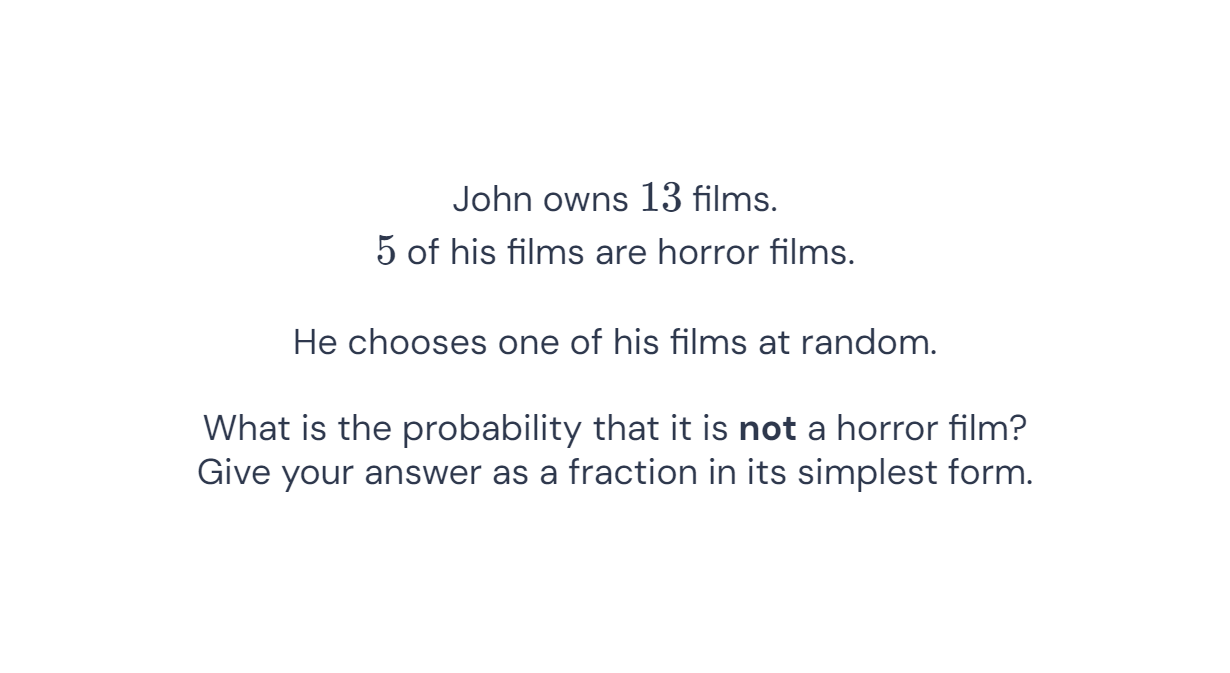 John owns 13 films.
5 of his films are horror films.
He chooses one of his films at random.
What is the probability that it is not a horror film?
Give your answer as a fraction in its simplest form.